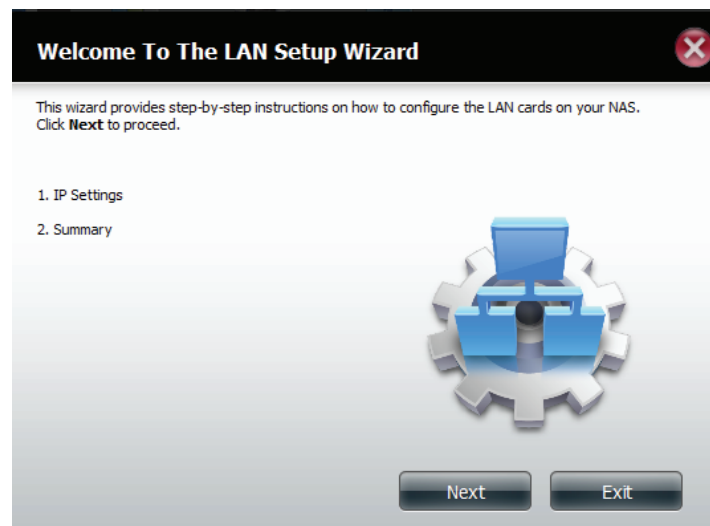 Welcome To The LAN Setup Wizard
This wizard provides step-by-step instructions on how to configure the LAN cards on your NAS.
Click Next to proceed.
1. IP Settings
2. Summary
Next
Exit